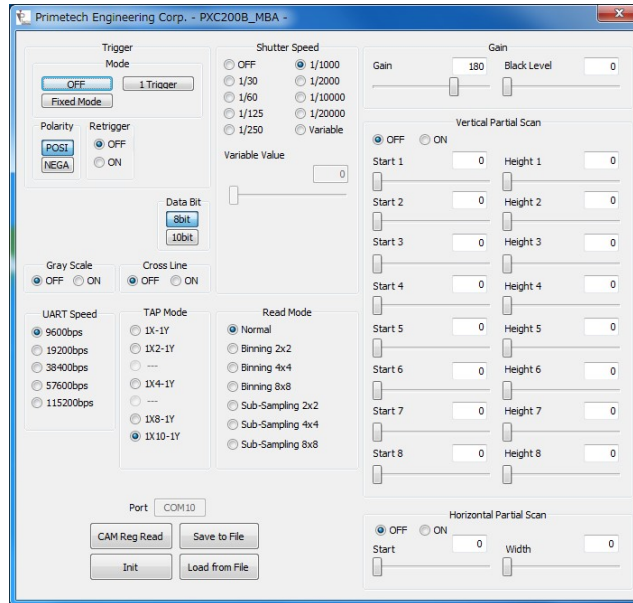 Primetech Engineering Corp. - PXC200B_MBA -
Trigger
Mode
OFF
1 Trigger
Fixed Mode
Polarity
POSI
NEGA
Retrigger
OFF
ON
Data Bit
8bit
10bit
Gray Scale
OFF ON
Cross Line
OFF ON
Shutter Speed
OFF 1/1000
1/30 1/2000
1/60 1/10000
1/125 1/20000
1/250 Variable
Variable Value
0
Gain
Gain 180 Black Level 0
Vertical Partial Scan
OFF ON
Start 1 0 Height 1 0
Start 2 0 Height 2 0
Start 3 0 Height 3 0
Start 4 0 Height 4 0
Start 5 0 Height 5 0
Start 6 0 Height 6 0
Start 7 0 Height 7 0
Start 8 0 Height 8 0
UART Speed
9600bps
19200bps
38400bps
57600bps
115200bps
TAP Mode
1X-1Y
1X2-1Y
---
1X4-1Y
---
1X8-1Y
1X10-1Y
Read Mode
Normal
Binning 2x2
Binning 4x4
Binning 8x8
Sub-Sampling 2x2
Sub-Sampling 4x4
Sub-Sampling 8x8
Port COM10
CAM Reg Read Save to File
Init Load from File
Horizontal Partial Scan
OFF ON
Start 0 Width 0